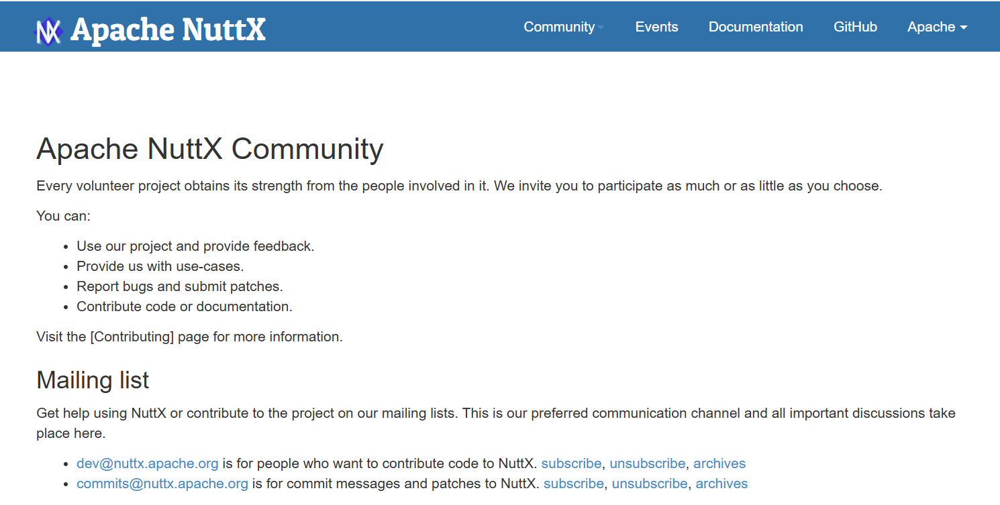 NX Apache NuttX Community Events Documentation GitHub Apache
Apache NuttX Community
Every volunteer project obtains its strength from the people involved in it. We invite you to participate as much or as little as you choose.
You can:
• Use our project and provide feedback.
• Provide us with use-cases.
• Report bugs and submit patches.
• Contribute code or documentation.
Visit the [Contributing] page for more information.
Mailing list
Get help using NuttX or contribute to the project on our mailing lists. This is our preferred communication channel and all important discussions take
place here.
• dev@nuttx.apache.org is for people who want to contribute code to NuttX. subscribe, unsubscribe, archives
• commits@nuttx.apache.org is for commit messages and patches to NuttX. subscribe, unsubscribe, archives